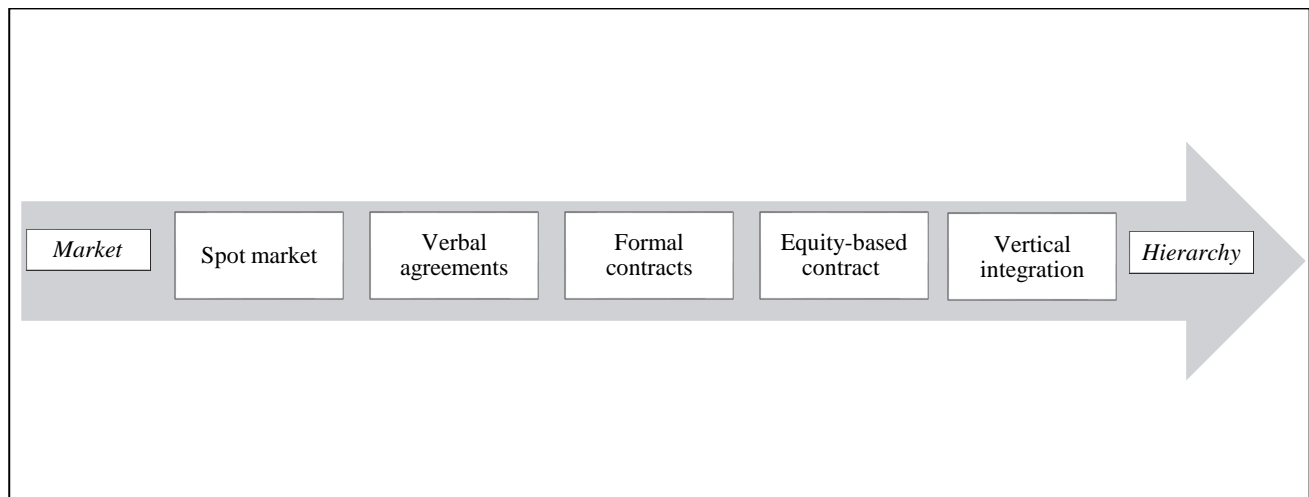 Market
Spot market
Verbal
agreements
Formal
contracts
Equity-based
contract
Vertical
integration
Hierarchy